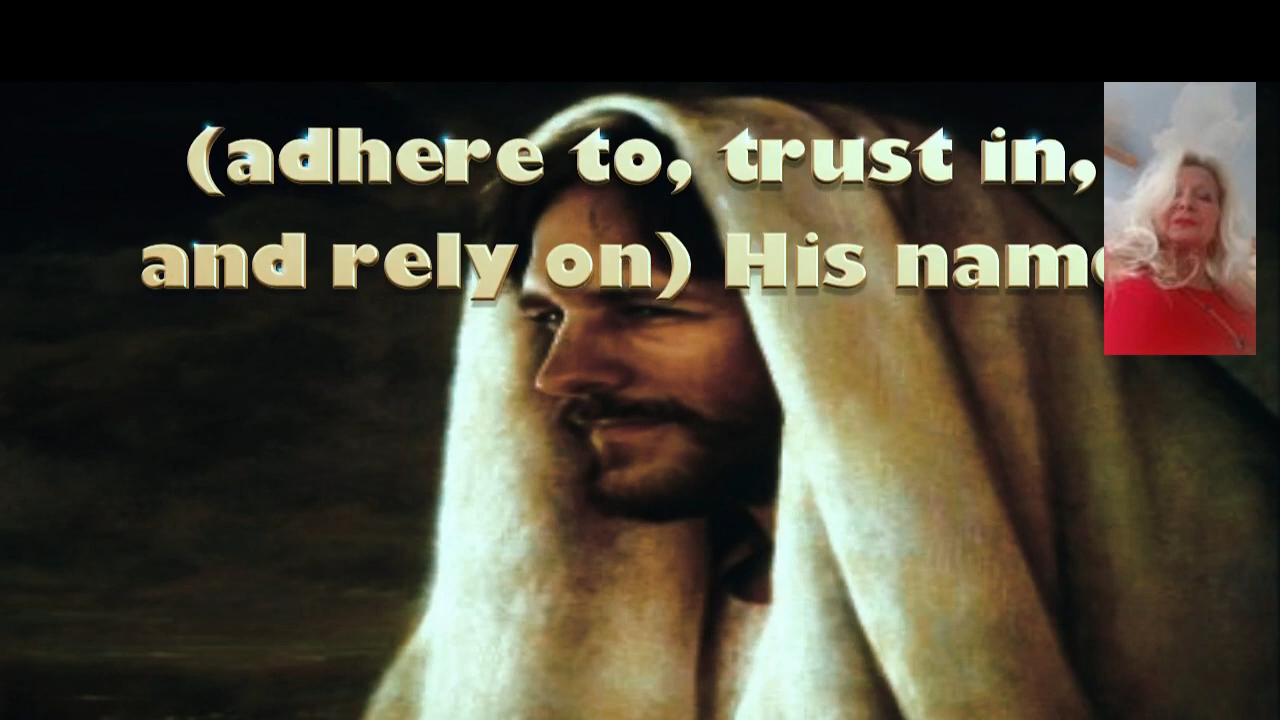 (adhere to, trust in,
and rely on) His name